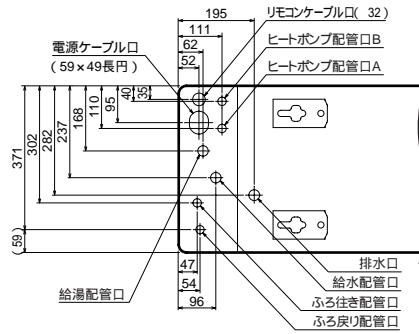 195
リモコンケーブル口( 32)
111
ヒートポンプ配管口B
電源ケーブル口
62
(59×49長円)
52
ヒートポンプ配管口A
35
40
95
110
168
237
282
302
371
(59)
47
排水口
54
給水配管口
給湯配管口
96
ふろ往き配管口
ふろ戻り配管口